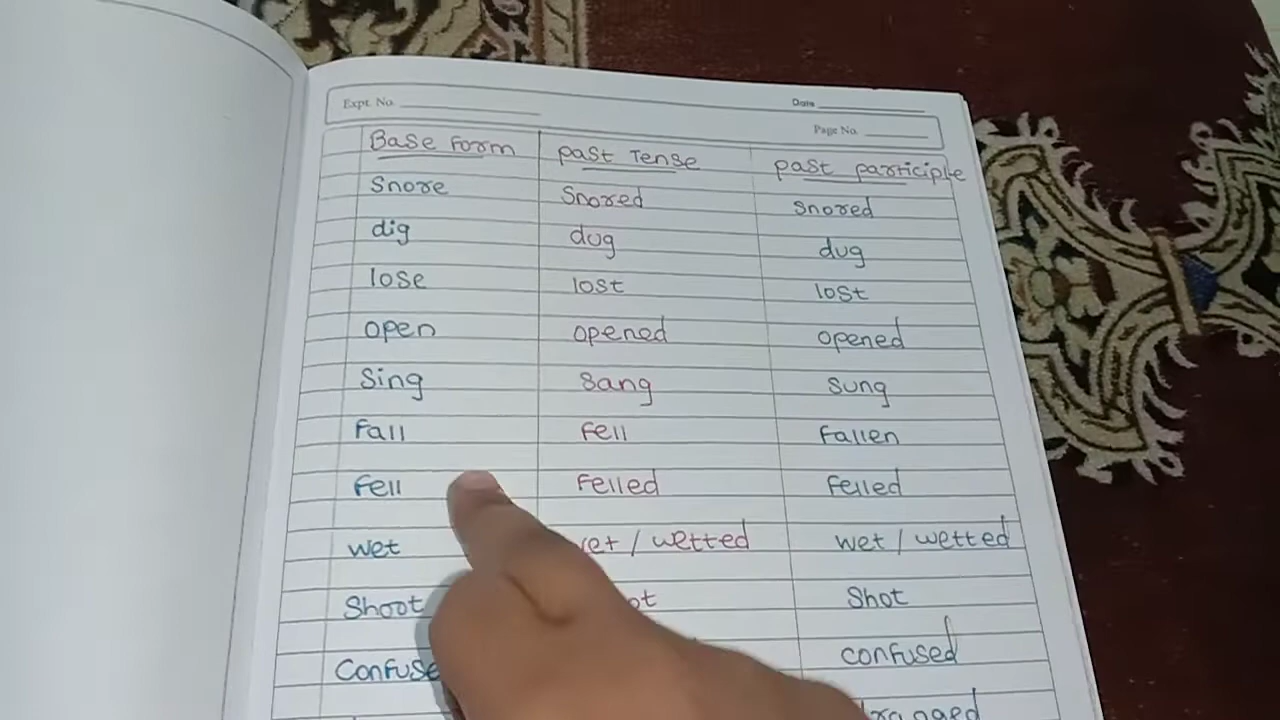 Expt. No.
Date
Page No.
Base Form past Tense past participle
Snore Snored snored
dig dug dug
lose lost lost
open opened opened
Sing Sang sung
Fall Fell Fallen
Fell Felled Felled
wet / wetted wet / wetted
Shoot Shot
Confuse confused